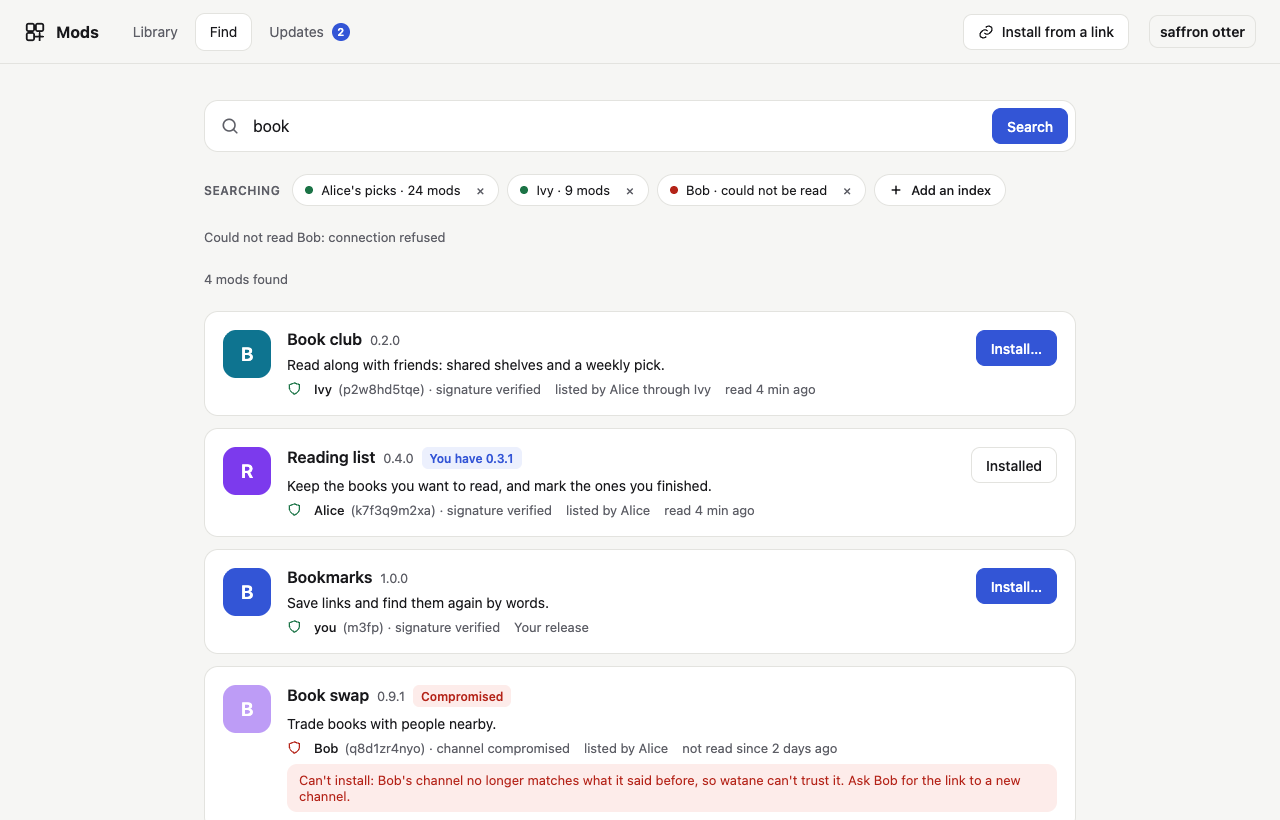 Mods
Library
Find
Updates 2
Install from a link
saffron otter
book
Search
SEARCHING
Alice's picks · 24 mods ×
Ivy · 9 mods ×
Bob · could not be read ×
+ Add an index
Could not read Bob: connection refused
4 mods found
B
Book club 0.2.0
Install...
Read along with friends: shared shelves and a weekly pick.
Ivy (p2w8hd5tqe) · signature verified listed by Alice through Ivy read 4 min ago
R
Reading list 0.4.0 You have 0.3.1
Installed
Keep the books you want to read, and mark the ones you finished.
Alice (k7f3q9m2xa) · signature verified listed by Alice read 4 min ago
B
Bookmarks 1.0.0
Install...
Save links and find them again by words.
you (m3fp) · signature verified Your release
B
Book swap 0.9.1 Compromised
Trade books with people nearby.
Bob (q8d1zr4nyo) · channel compromised listed by Alice not read since 2 days ago
Can't install: Bob's channel no longer matches what it said before, so watane can't trust it. Ask Bob for the link to a new
channel.